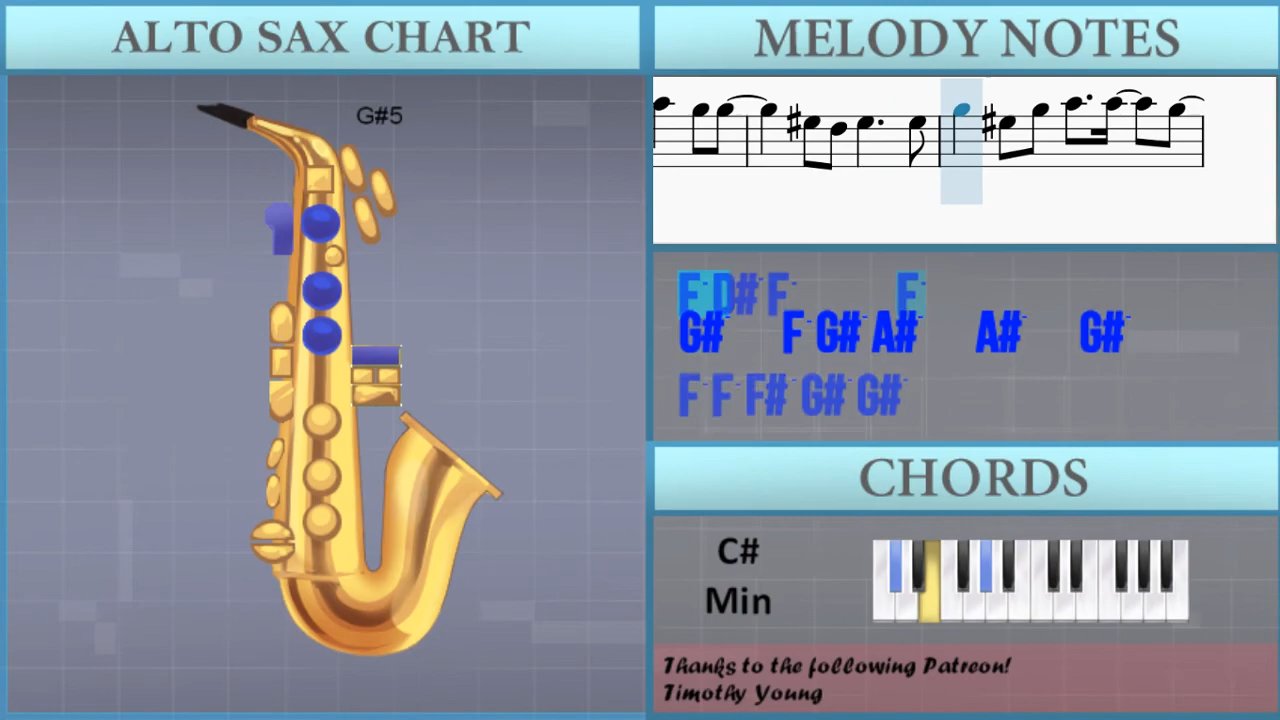 ALTO SAX CHART
MELODY NOTES
G#5
F- D#- F- F-
G#- F- G#- A#- A#- G#-
F- F- F#- G#- G#-
CHORDS
C#
Min
Thanks to the following Patreon!
Timothy Young